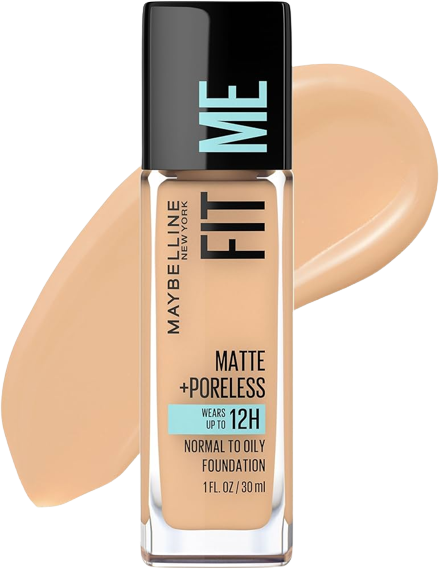 FIT ME
MAYBELLINE
NEW YORK
MATTE
+PORELESS
WEARS
UP TO 12H
NORMAL TO OILY
FOUNDATION
1 FL. OZ / 30 ml